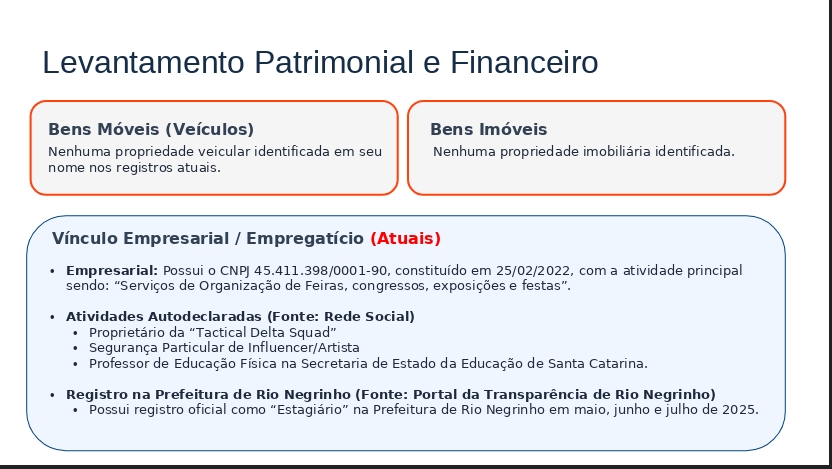 Levantamento Patrimonial e Financeiro
Bens Móveis (Veículos)
Nenhuma propriedade veicular identificada em seu
nome nos registros atuais.
Bens Imóveis
Nenhuma propriedade imobiliária identificada.
Vínculo Empresarial / Empregatício (Atuais)
• Empresarial: Possui o CNPJ 45.411.398/0001-90, constituído em 25/02/2022, com a atividade principal
sendo: “Serviços de Organização de Feiras, congressos, exposições e festas”.
• Atividades Autodeclaradas (Fonte: Rede Social)
• Proprietário da “Tactical Delta Squad”
• Segurança Particular de Influencer/Artista
• Professor de Educação Física na Secretaria de Estado da Educação de Santa Catarina.
• Registro na Prefeitura de Rio Negrinho (Fonte: Portal da Transparência de Rio Negrinho)
• Possui registro oficial como “Estagiário” na Prefeitura de Rio Negrinho em maio, junho e julho de 2025.